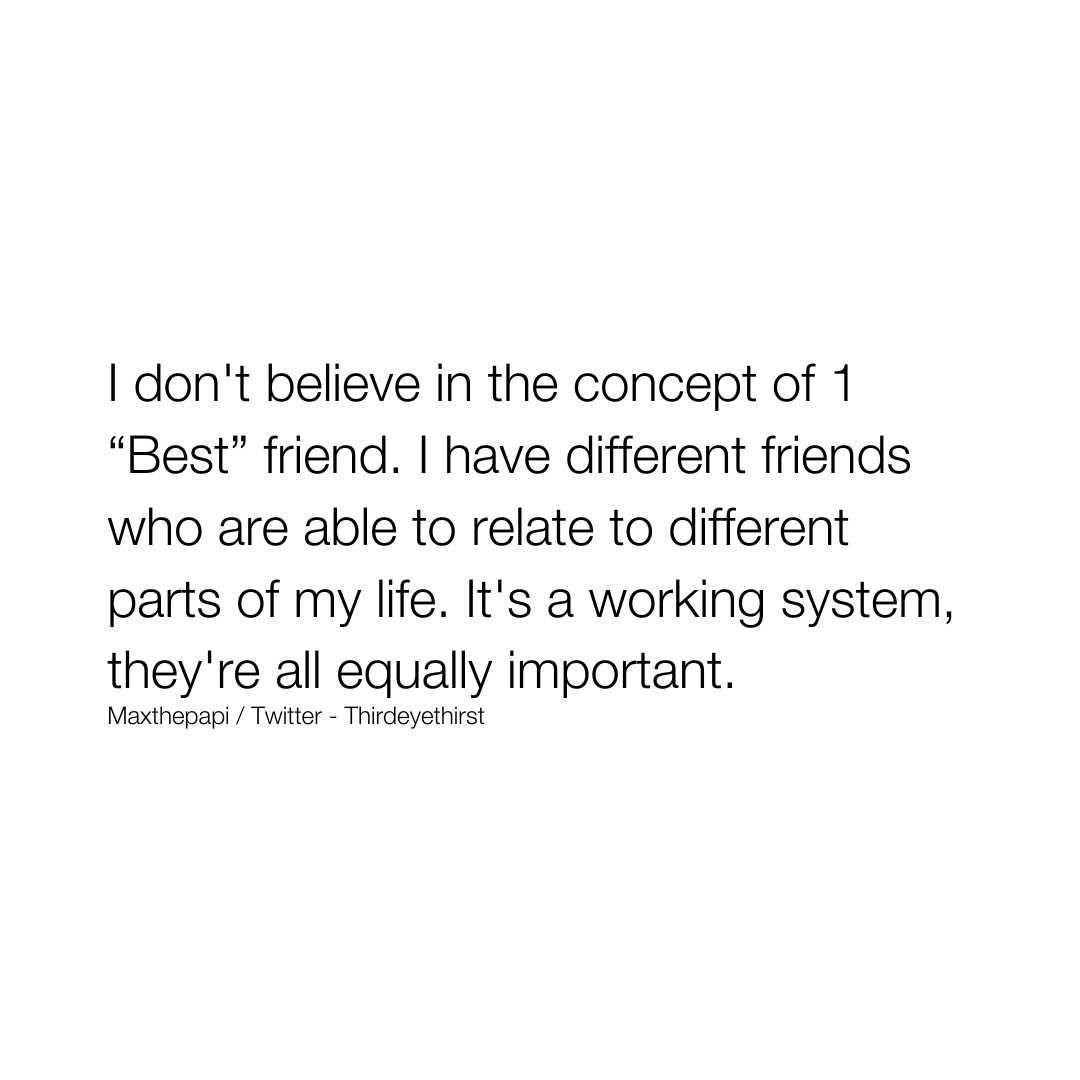 I don't believe in the concept of 1
“Best” friend. I have different friends
who are able to relate to different
parts of my life. It's a working system,
they're all equally important.
Maxthepapi / Twitter - Thirdeyethirst